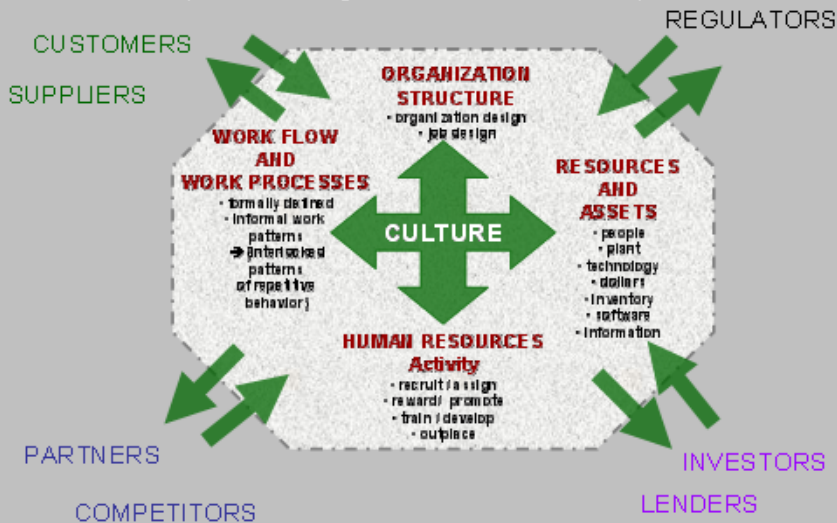 CUSTOMERS
SUPPLIERS
REGULATORS
ORGANIZATION
STRUCTURE
• organization design
• job design
WORK FLOW
AND
WORK PROCESSES
• formally defined
• informal work
patterns
➔ (interlocked
patterns
of repetitive
behavior)
CULTURE
RESOURCES
AND
ASSETS
• people
• plant
• technology
• dollars
• inventory
• software
• information
HUMAN RESOURCES
Activity
• recruit / assign
• reward / promote
• train / develop
• outplace
PARTNERS
COMPETITORS
INVESTORS
LENDERS